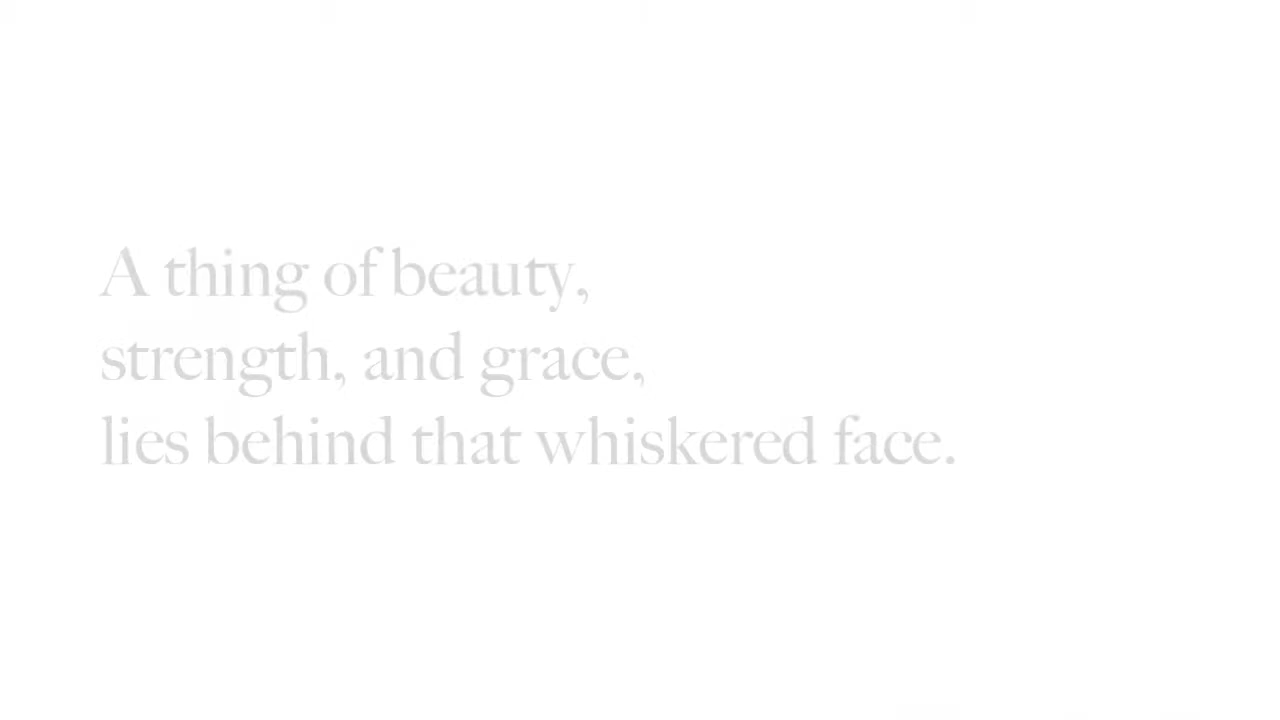 A thing of beauty,
strength, and grace,
lies behind that whiskered face.